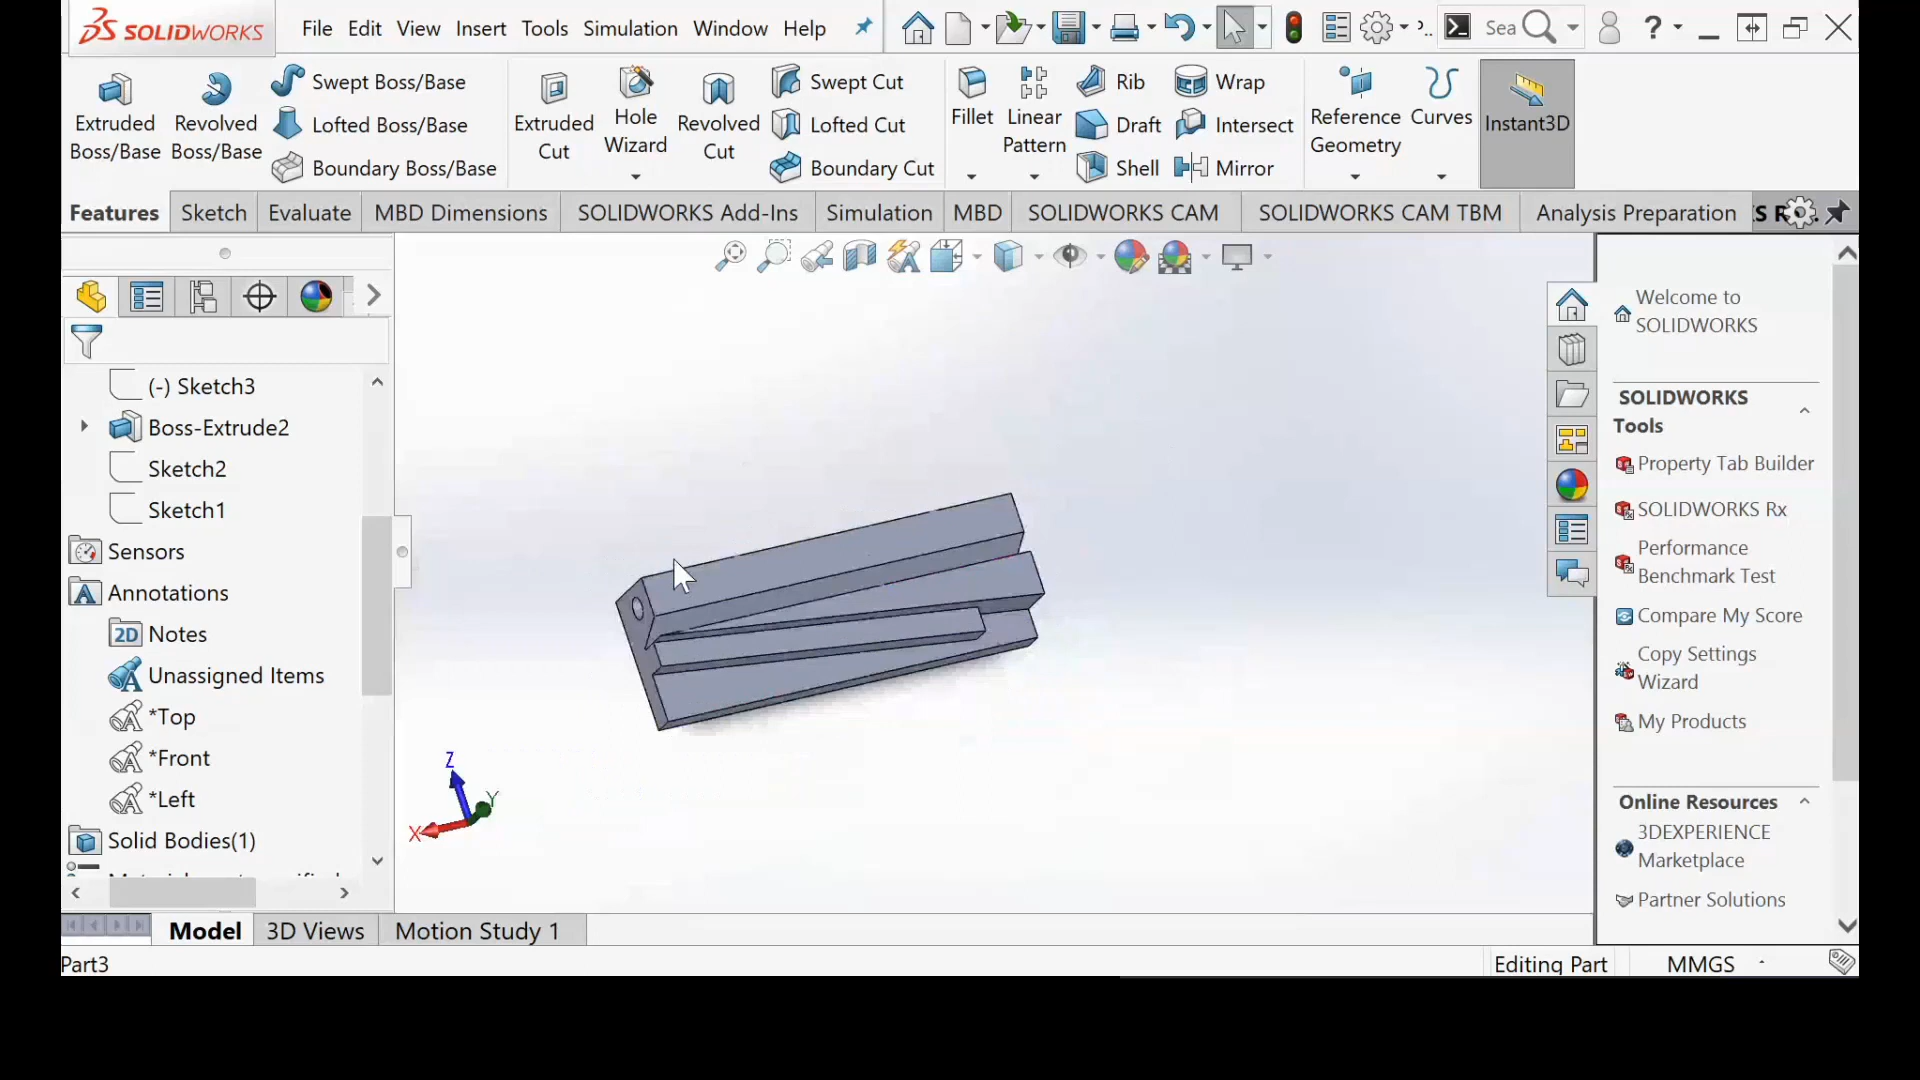 SOLIDWORKS File Edit View Insert Tools Simulation Window Help Sea ?
Extruded Boss/Base
Revolved Boss/Base
Swept Boss/Base
Lofted Boss/Base
Boundary Boss/Base
Extruded Cut
Hole Wizard
Revolved Cut
Swept Cut
Lofted Cut
Boundary Cut
Fillet
Linear Pattern
Rib
Draft
Shell
Wrap
Intersect
Mirror
Reference Geometry
Curves
Instant3D
Features Sketch Evaluate MBD Dimensions SOLIDWORKS Add-Ins Simulation MBD SOLIDWORKS CAM SOLIDWORKS CAM TBM Analysis Preparation
(-) Sketch3
Boss-Extrude2
Sketch2
Sketch1
Sensors
Annotations
2D Notes
Unassigned Items
*Top
*Front
*Left
Solid Bodies(1)
Z
Y
X
Welcome to
SOLIDWORKS
SOLIDWORKS
Tools
Property Tab Builder
SOLIDWORKS Rx
Performance
Benchmark Test
Compare My Score
Copy Settings
Wizard
My Products
Online Resources
3DEXPERIENCE
Marketplace
Partner Solutions
Model 3D Views Motion Study 1
Part3 Editing Part MMGS